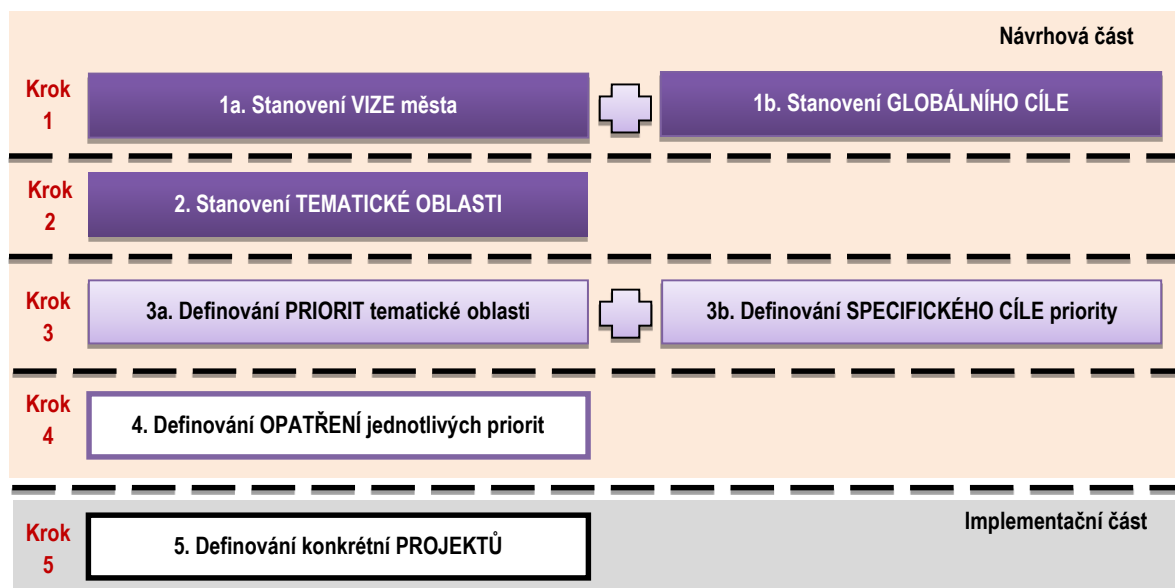 Návrhová část
Krok
1
1a. Stanovení VIZE města
1b. Stanovení GLOBÁLNÍHO CÍLE
Krok
2
2. Stanovení TEMATICKÉ OBLASTI
Krok
3
3a. Definování PRIORIT tematické oblasti
3b. Definování SPECIFICKÉHO CÍLE priority
Krok
4
4. Definování OPATŘENÍ jednotlivých priorit
Implementační část
Krok
5
5. Definování konkrétní PROJEKTŮ